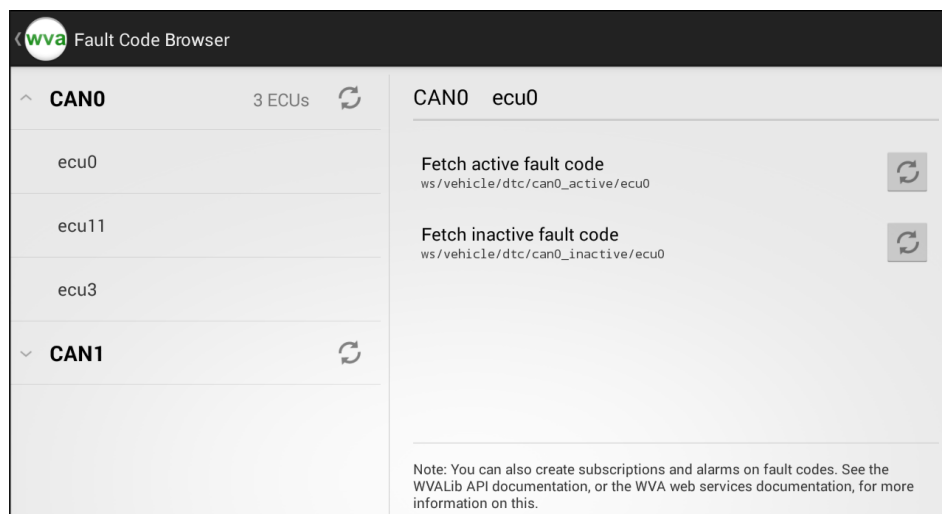 wva Fault Code Browser
CAN0 3 ECUs
ecu0
ecu11
ecu3
CAN1
CAN0 ecu0
Fetch active fault code
ws/vehicle/dtc/can0_active/ecu0
Fetch inactive fault code
ws/vehicle/dtc/can0_inactive/ecu0
Note: You can also create subscriptions and alarms on fault codes. See the
WVALib API documentation, or the WVA web services documentation, for more
information on this.